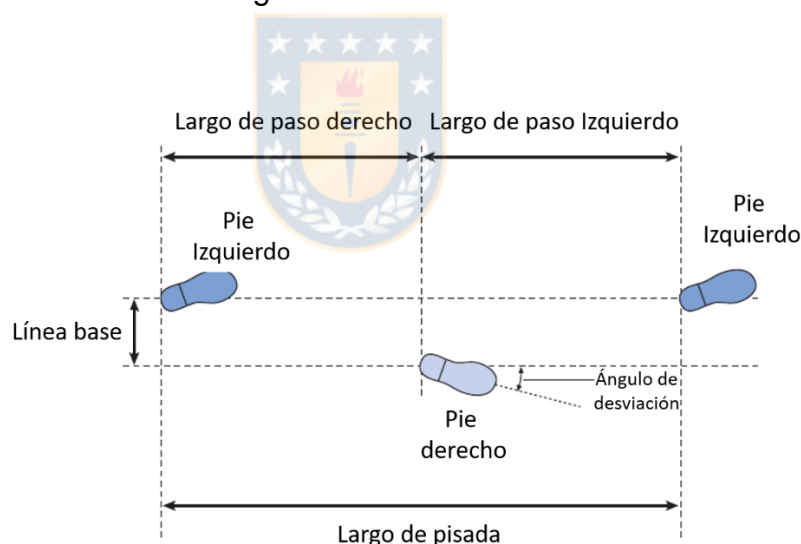 Largo de paso derecho
Largo de paso Izquierdo
Pie
Izquierdo
Pie
Izquierdo
Línea base
Ángulo de
desviación
Pie
derecho
Largo de pisada